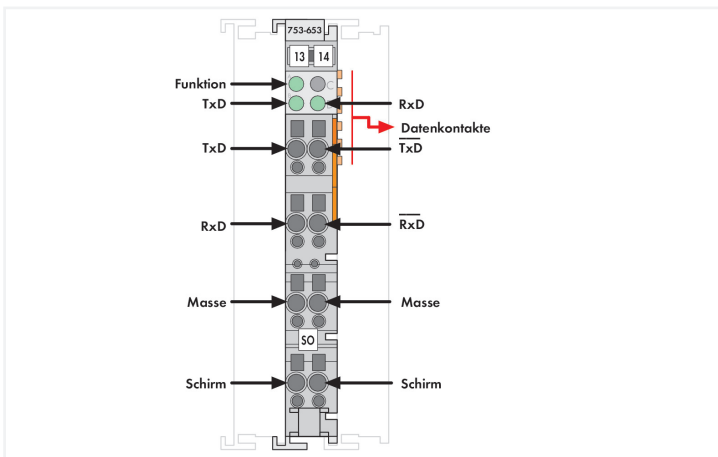 753-653
13 14
Funktion
TxD RxD
Datenkontakte
TxD T̅x̅D̅
RxD R̅x̅D̅
Masse Masse
SO
Schirm Schirm